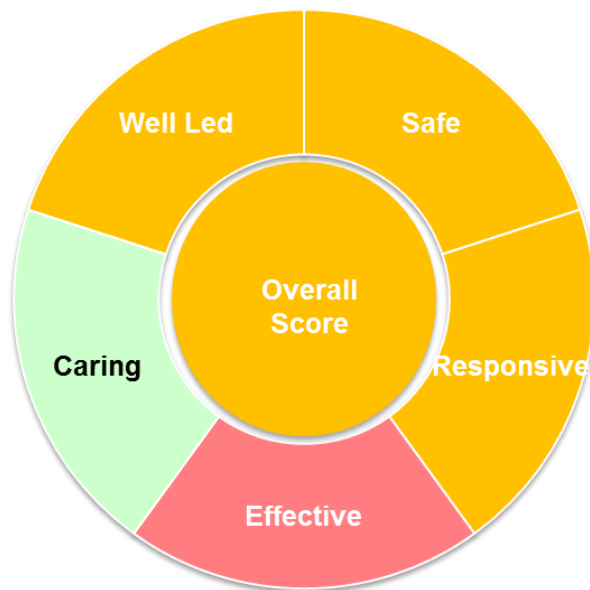 Well Led
Safe
Overall
Score
Caring
Responsive
Effective